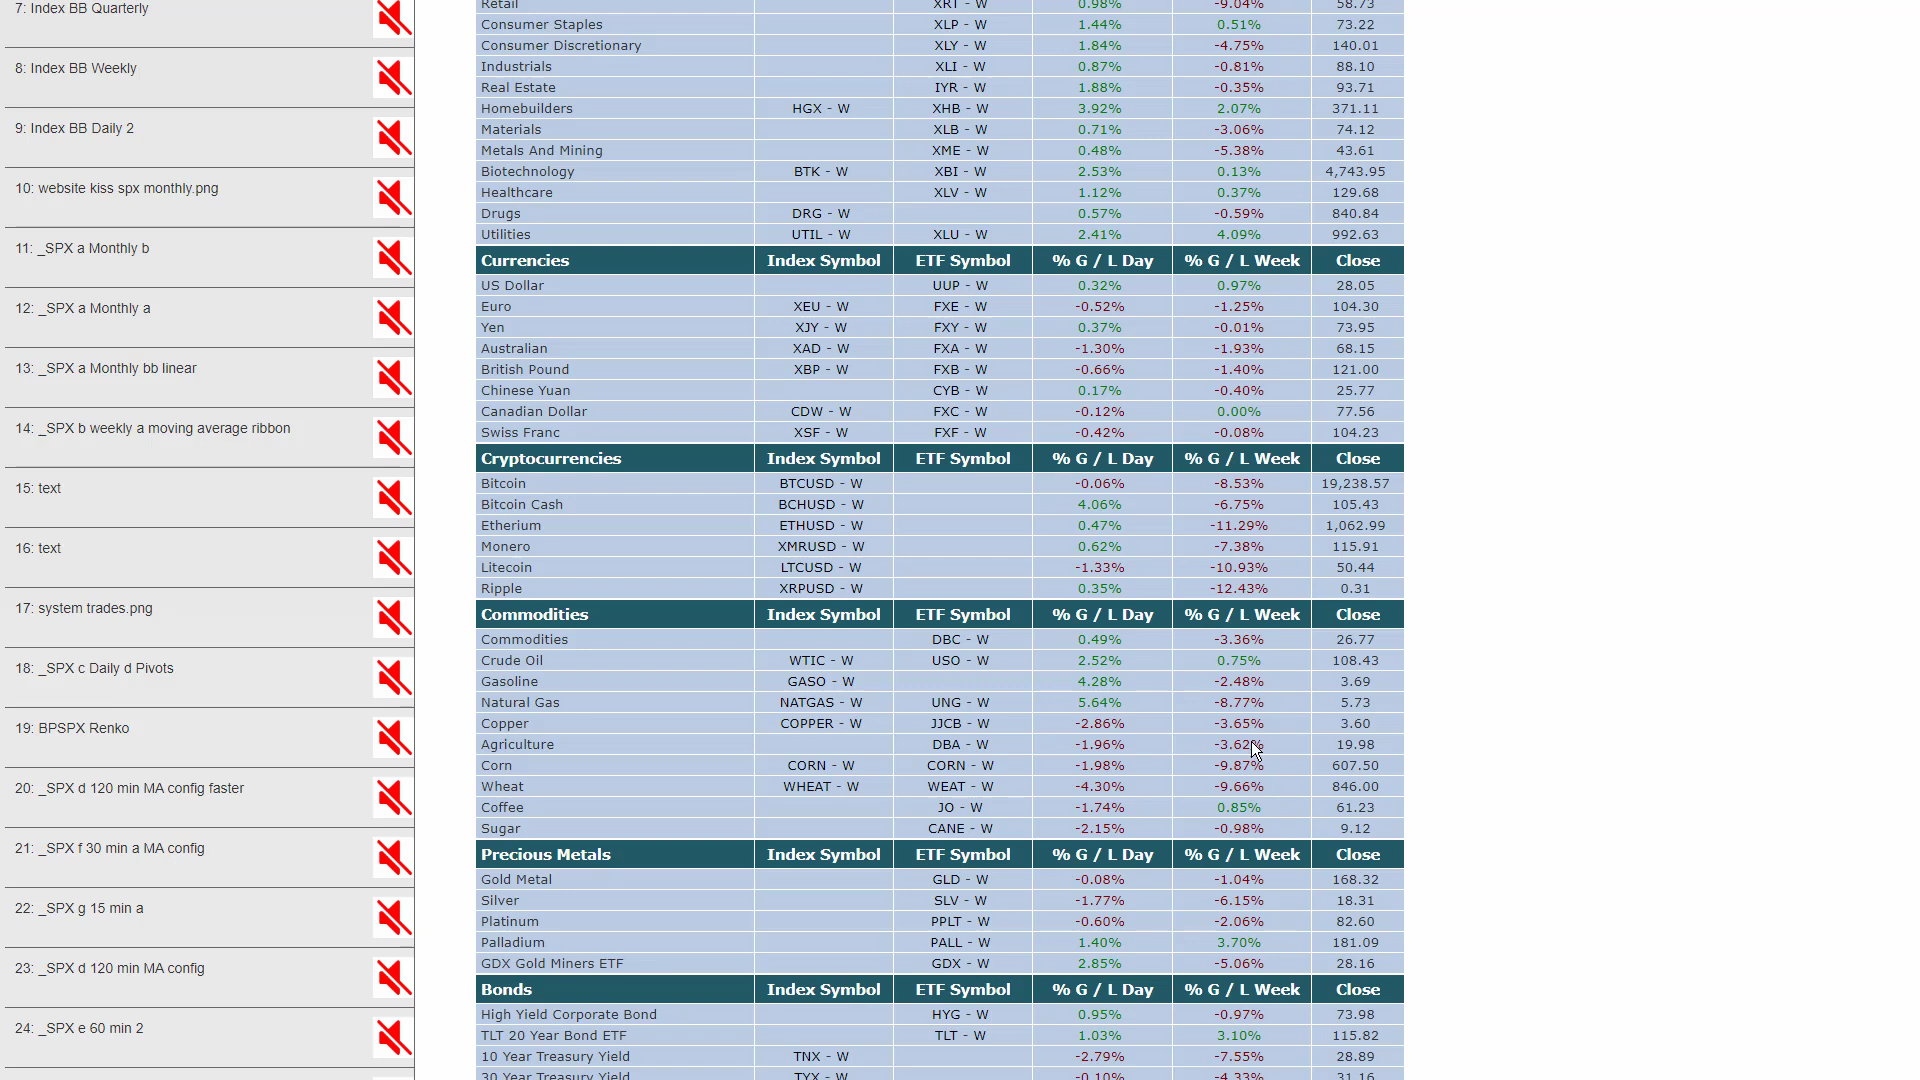 7: Index BB Quarterly
8: Index BB Weekly
9: Index BB Daily 2
10: website kiss spx monthly.png
11: _SPX a Monthly b
12: _SPX a Monthly a
13: _SPX a Monthly bb linear
14: _SPX b weekly a moving average ribbon
15: text
16: text
17: system trades.png
18: _SPX c Daily d Pivots
19: BPSPX Renko
20: _SPX d 120 min MA config faster
21: _SPX f 30 min a MA config
22: _SPX g 15 min a
23: _SPX d 120 min MA config
24: _SPX e 60 min 2
Retail XRT - W 0.98% -9.04% 58.73
Consumer Staples XLP - W 1.44% 0.51% 73.22
Consumer Discretionary XLY - W 1.84% -4.75% 140.01
Industrials XLI - W 0.87% -0.81% 88.10
Real Estate IYR - W 1.88% -0.35% 93.71
Homebuilders HGX - W XHB - W 3.92% 2.07% 371.11
Materials XLB - W 0.71% -3.06% 74.12
Metals And Mining XME - W 0.48% -5.38% 43.61
Biotechnology BTK - W XBI - W 2.53% 0.13% 4,743.95
Healthcare XLV - W 1.12% 0.37% 129.68
Drugs DRG - W 0.57% -0.59% 840.84
Utilities UTIL - W XLU - W 2.41% 4.09% 992.63
Currencies Index Symbol ETF Symbol % G / L Day % G / L Week Close
US Dollar UUP - W 0.32% 0.97% 28.05
Euro XEU - W FXE - W -0.52% -1.25% 104.30
Yen XJY - W FXY - W 0.37% -0.01% 73.95
Australian XAD - W FXA - W -1.30% -1.93% 68.15
British Pound XBP - W FXB - W -0.66% -1.40% 121.00
Chinese Yuan CYB - W 0.17% -0.40% 25.77
Canadian Dollar CDW - W FXC - W -0.12% 0.00% 77.56
Swiss Franc XSF - W FXF - W -0.42% -0.08% 104.23
Cryptocurrencies Index Symbol ETF Symbol % G / L Day % G / L Week Close
Bitcoin BTCUSD - W -0.06% -8.53% 19,238.57
Bitcoin Cash BCHUSD - W 4.06% -6.75% 105.43
Etherium ETHUSD - W 0.47% -11.29% 1,062.99
Monero XMRUSD - W 0.62% -7.38% 115.91
Litecoin LTCUSD - W -1.33% -10.93% 50.44
Ripple XRPUSD - W 0.35% -12.43% 0.31
Commodities Index Symbol ETF Symbol % G / L Day % G / L Week Close
Commodities DBC - W 0.49% -3.36% 26.77
Crude Oil WTIC - W USO - W 2.52% 0.75% 108.43
Gasoline GASO - W 4.28% -2.48% 3.69
Natural Gas NATGAS - W UNG - W 5.64% -8.77% 5.73
Copper COPPER - W JJCB - W -2.86% -3.65% 3.60
Agriculture DBA - W -1.96% -3.62% 19.98
Corn CORN - W CORN - W -1.98% -9.87% 607.50
Wheat WHEAT - W WEAT - W -4.30% -9.66% 846.00
Coffee JO - W -1.74% 0.85% 61.23
Sugar CANE - W -2.15% -0.98% 9.12
Precious Metals Index Symbol ETF Symbol % G / L Day % G / L Week Close
Gold Metal GLD - W -0.08% -1.04% 168.32
Silver SLV - W -1.77% -6.15% 18.31
Platinum PPLT - W -0.60% -2.06% 82.60
Palladium PALL - W 1.40% 3.70% 181.09
GDX Gold Miners ETF GDX - W 2.85% -5.06% 28.16
Bonds Index Symbol ETF Symbol % G / L Day % G / L Week Close
High Yield Corporate Bond HYG - W 0.95% -0.97% 73.98
TLT 20 Year Bond ETF TLT - W 1.03% 3.10% 115.82
10 Year Treasury Yield TNX - W -2.79% -7.55% 28.89
30 Year Treasury Yield TYX - W -0.10% -4.33% 31.16